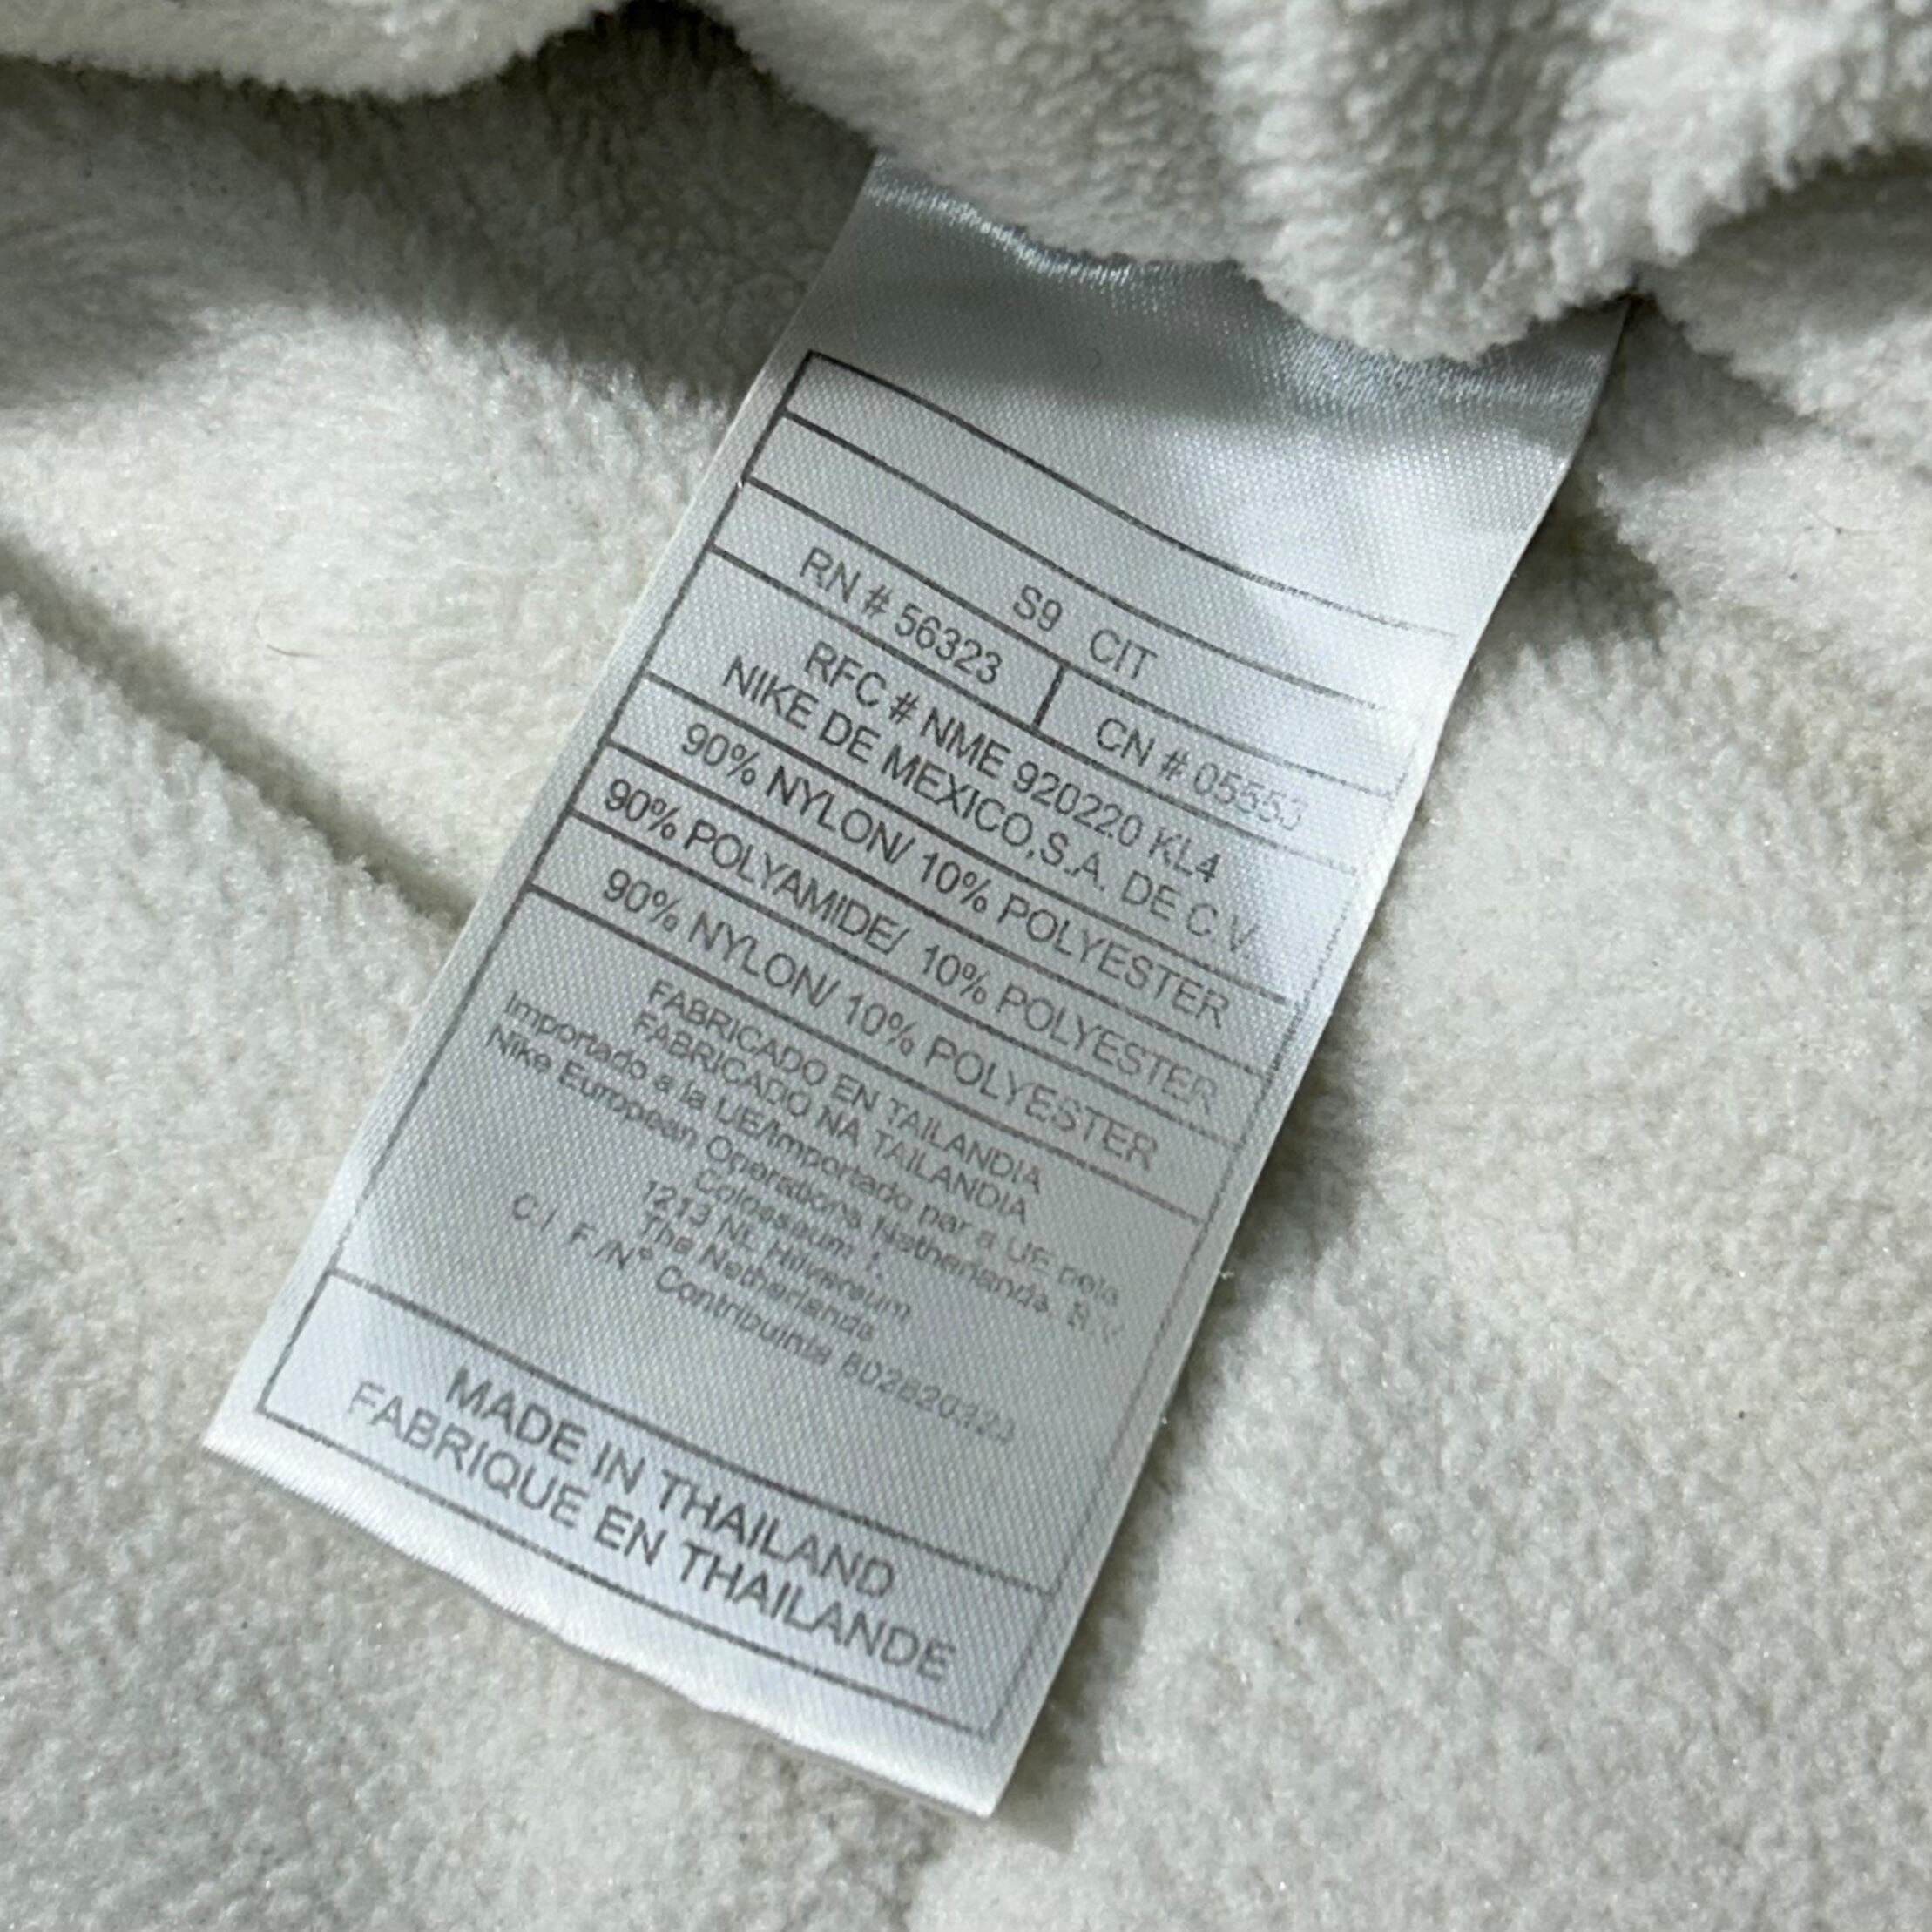 S9 CIT
RN # 56323 CN # 05553
RFC # NME 920220 KL4
NIKE DE MEXICO,S.A. DE C.V
90% NYLON/ 10% POLYESTER
90% POLYAMIDE/ 10% POLYESTER
90% NYLON/ 10% POLYESTER
FABRICADO EN TAILANDIA
FABRICADO NA TAILANDIA
Importado a la UE/Importado par a UE pela
Nike European Operations Netherlands. B.V
Colosseum 1,
1213 NL Hilversum
The Netherlands
C.I F./N° Contribuinte
MADE IN THAILAND
FABRIQUE EN THAILANDE